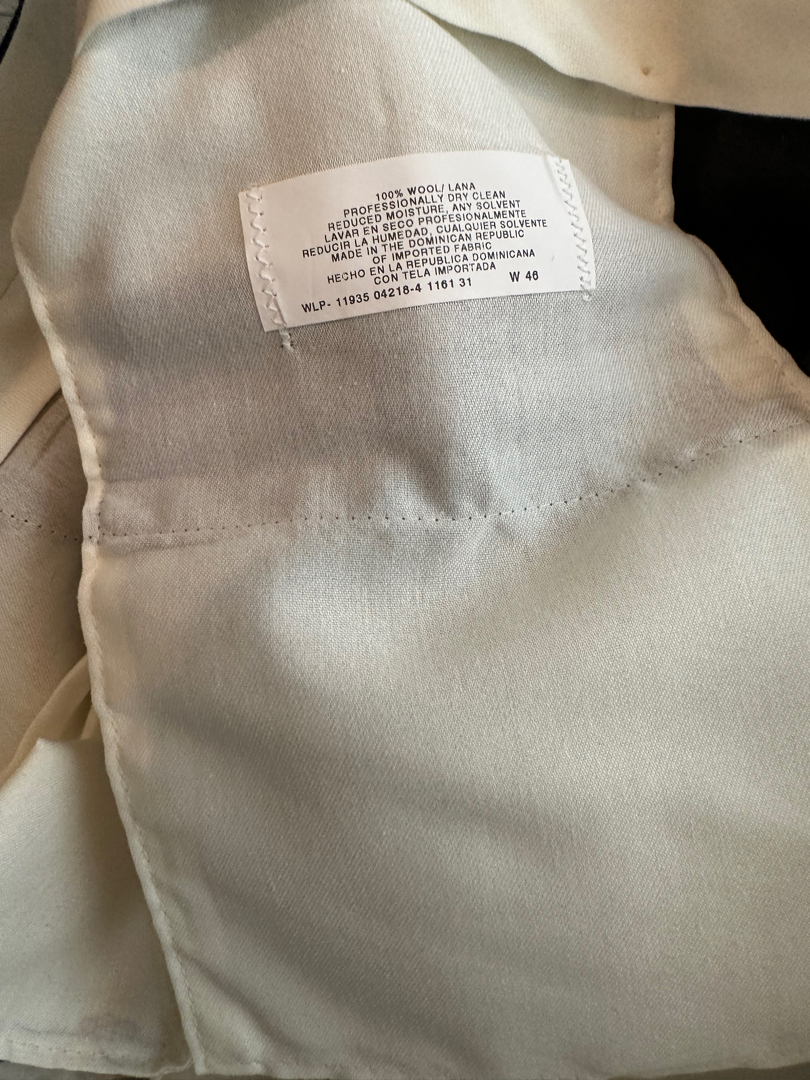 100% WOOL/ LANA
PROFESSIONALLY DRY CLEAN
REDUCED MOISTURE, ANY SOLVENT
LAVAR EN SECO PROFESIONALMENTE
REDUCIR LA HUMEDAD, CUALQUIER SOLVENTE
MADE IN THE DOMINICAN REPUBLIC
OF IMPORTED FABRIC
HECHO EN LA REPUBLICA DOMINICANA
CON TELA IMPORTADA
WLP- 11935 04218-4 1161 31 W 46